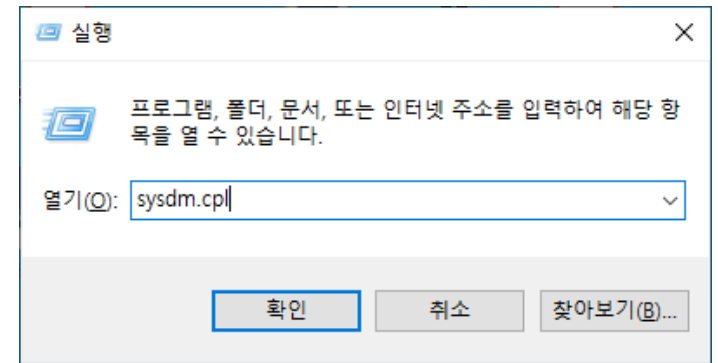 실행
프로그램, 폴더, 문서, 또는 인터넷 주소를 입력하여 해당 항
목을 열 수 있습니다.
열기(O): sysdm.cpl
확인 취소 찾아보기(B)...